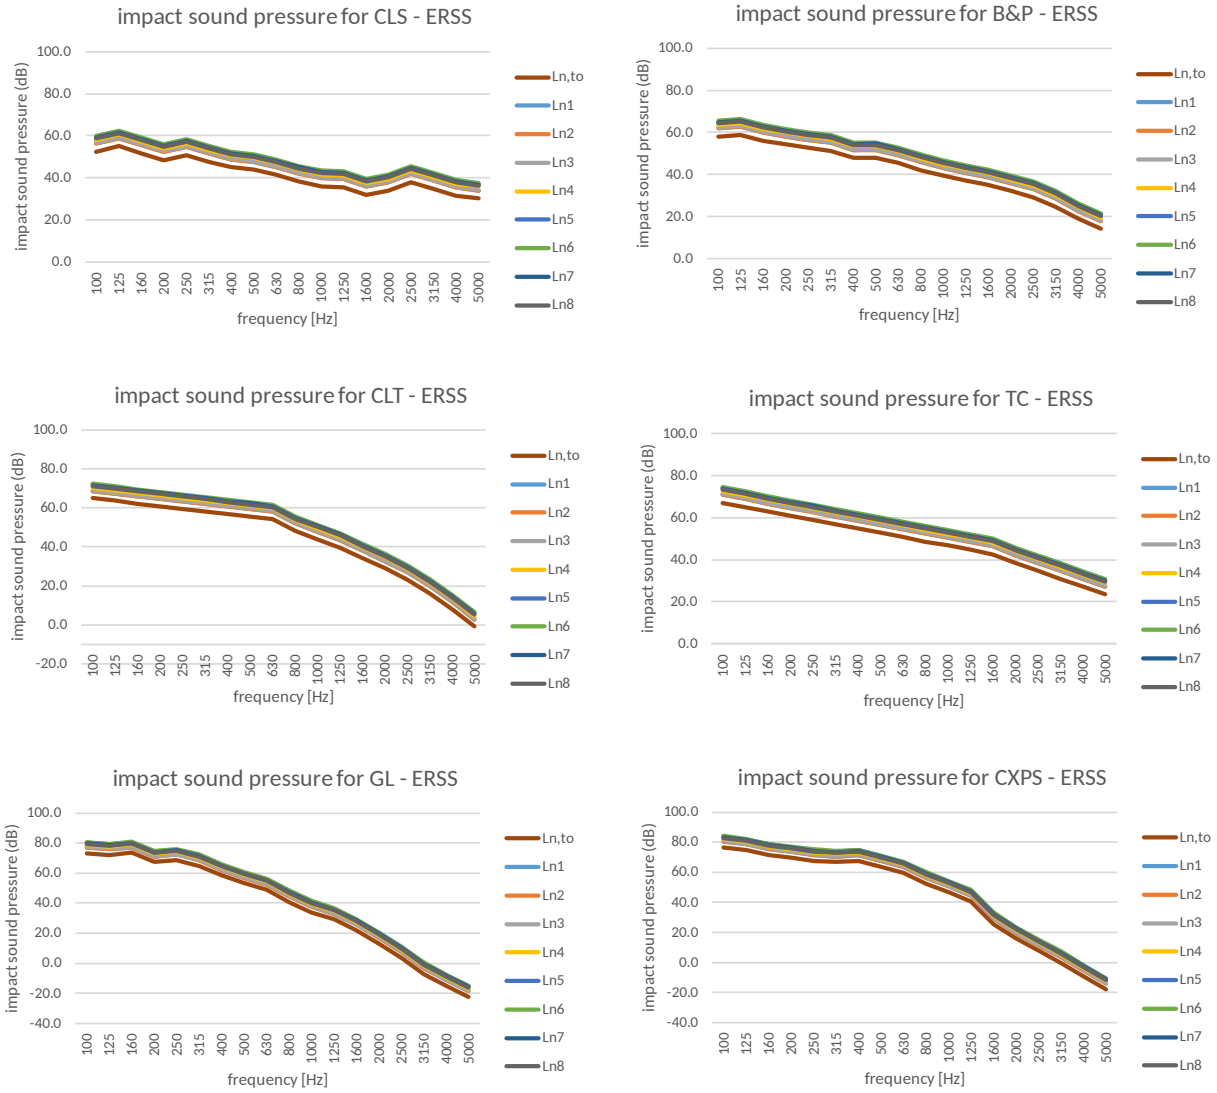 impact sound pressure for CLS - ERSS
impact sound pressure (dB)
100.0
80.0
60.0
40.0
20.0
0.0
100 125 160 200 250 315 400 500 630 800 1000 1250 1600 2000 2500 3150 4000 5000
frequency [Hz]
Ln,to
Ln1
Ln2
Ln3
Ln4
Ln5
Ln6
Ln7
Ln8
impact sound pressure for B&P - ERSS
impact sound pressure (dB)
100.0
80.0
60.0
40.0
20.0
0.0
100 125 160 200 250 315 400 500 630 800 1000 1250 1600 2000 2500 3150 4000 5000
frequency [Hz]
Ln,to
Ln1
Ln2
Ln3
Ln4
Ln5
Ln6
Ln7
Ln8
impact sound pressure for CLT - ERSS
impact sound pressure (dB)
100.0
80.0
60.0
40.0
20.0
0.0
-20.0
100 125 160 200 250 315 400 500 630 800 1000 1250 1600 2000 2500 3150 4000 5000
frequency [Hz]
Ln,to
Ln1
Ln2
Ln3
Ln4
Ln5
Ln6
Ln7
Ln8
impact sound pressure for TC - ERSS
impact sound pressure (dB)
100.0
80.0
60.0
40.0
20.0
0.0
100 125 160 200 250 315 400 500 630 800 1000 1250 1600 2000 2500 3150 4000 5000
frequency [Hz]
Ln,to
Ln1
Ln2
Ln3
Ln4
Ln5
Ln6
Ln7
Ln8
impact sound pressure for GL - ERSS
impact sound pressure (dB)
100.0
80.0
60.0
40.0
20.0
0.0
-20.0
-40.0
100 125 160 200 250 315 400 500 630 800 1000 1250 1600 2000 2500 3150 4000 5000
frequency [Hz]
Ln,to
Ln1
Ln2
Ln3
Ln4
Ln5
Ln6
Ln7
Ln8
impact sound pressure for CXPS - ERSS
impact sound pressure (dB)
100.0
80.0
60.0
40.0
20.0
0.0
-20.0
-40.0
100 125 160 200 250 315 400 500 630 800 1000 1250 1600 2000 2500 3150 4000 5000
frequency [Hz]
Ln,to
Ln1
Ln2
Ln3
Ln4
Ln5
Ln6
Ln7
Ln8